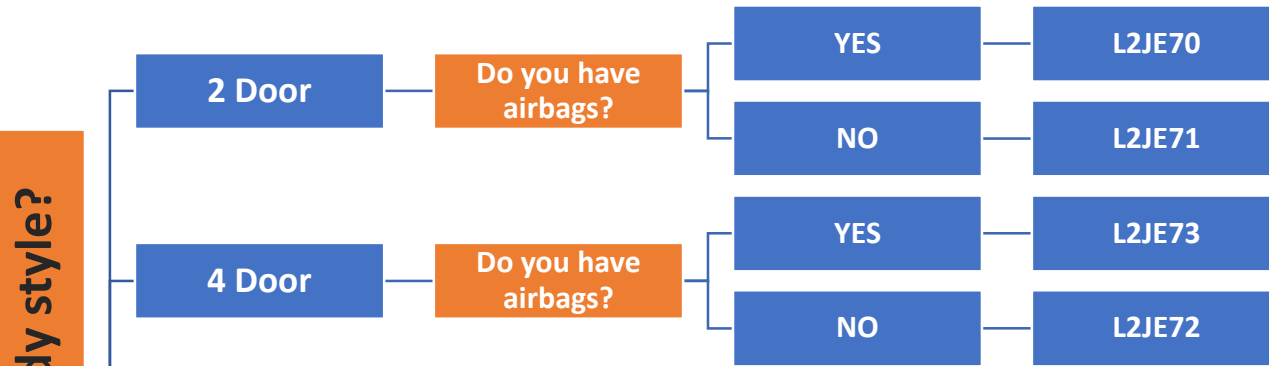 dy style?
2 Door
Do you have
airbags?
YES
L2JE70
NO
L2JE71
4 Door
Do you have
airbags?
YES
L2JE73
NO
L2JE72